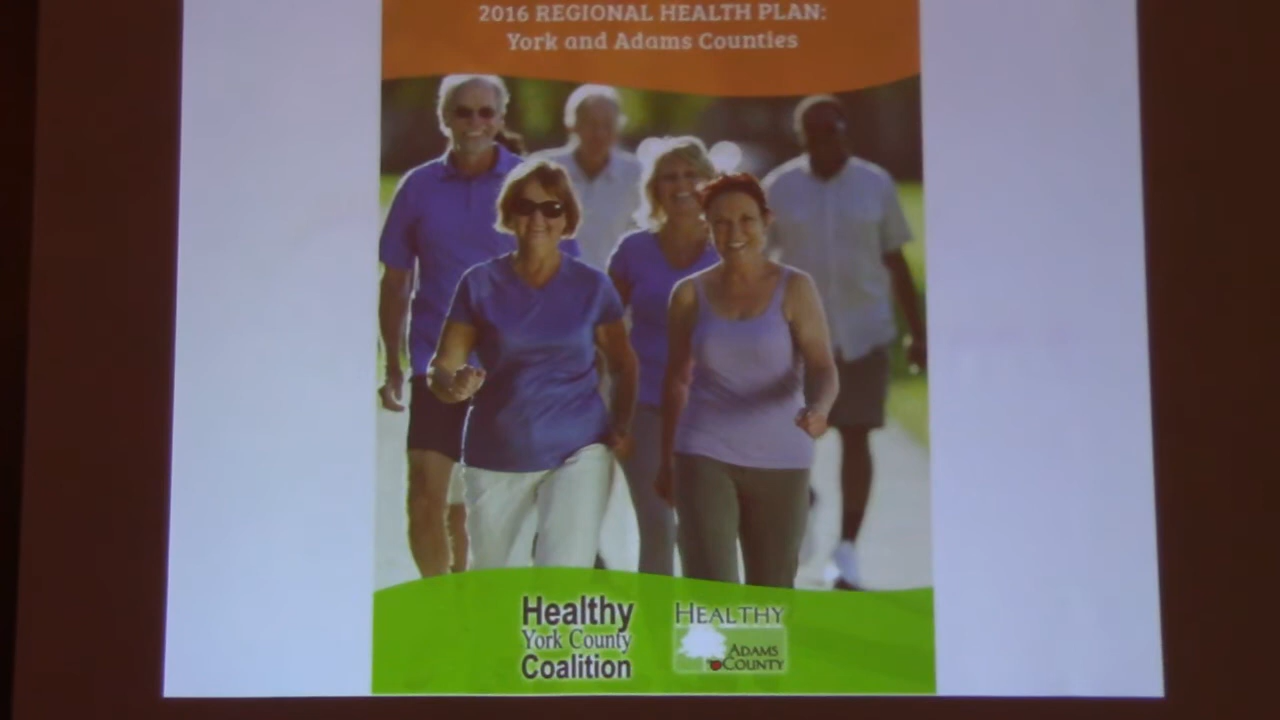 2016 REGIONAL HEALTH PLAN:
York and Adams Counties
Healthy
York County
Coalition
HEALTHY
ADAMS
COUNTY